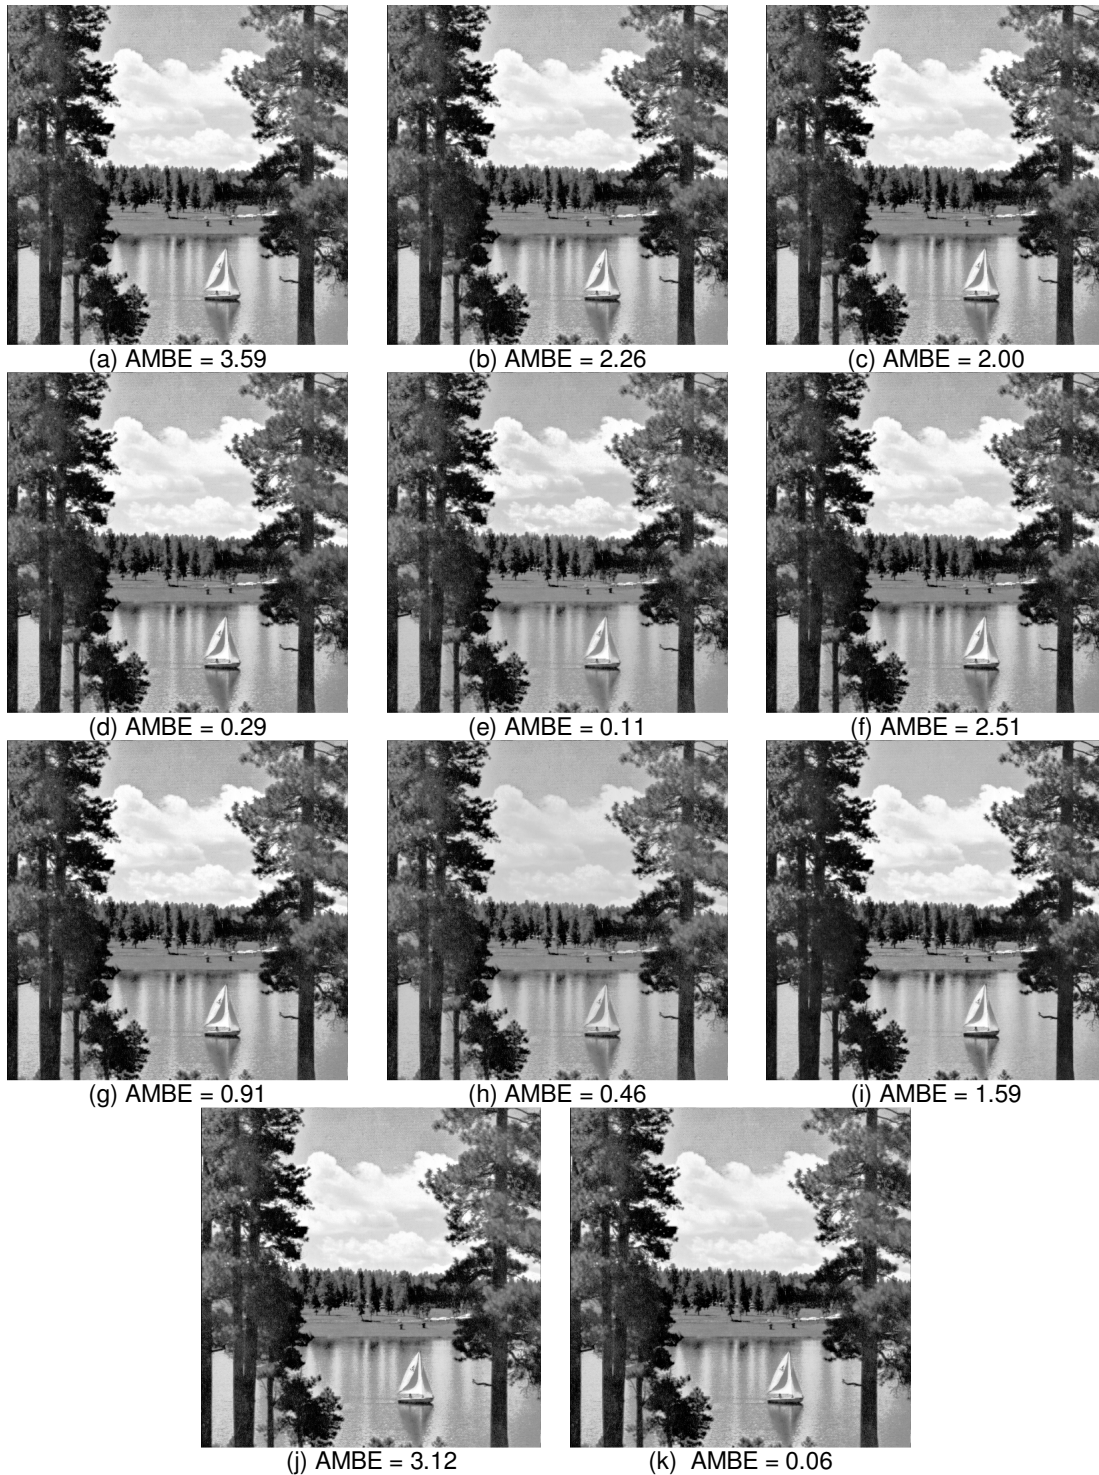 (a) AMBE = 3.59
(b) AMBE = 2.26
(c) AMBE = 2.00
(d) AMBE = 0.29
(e) AMBE = 0.11
(f) AMBE = 2.51
(g) AMBE = 0.91
(h) AMBE = 0.46
(i) AMBE = 1.59
(j) AMBE = 3.12
(k) AMBE = 0.06